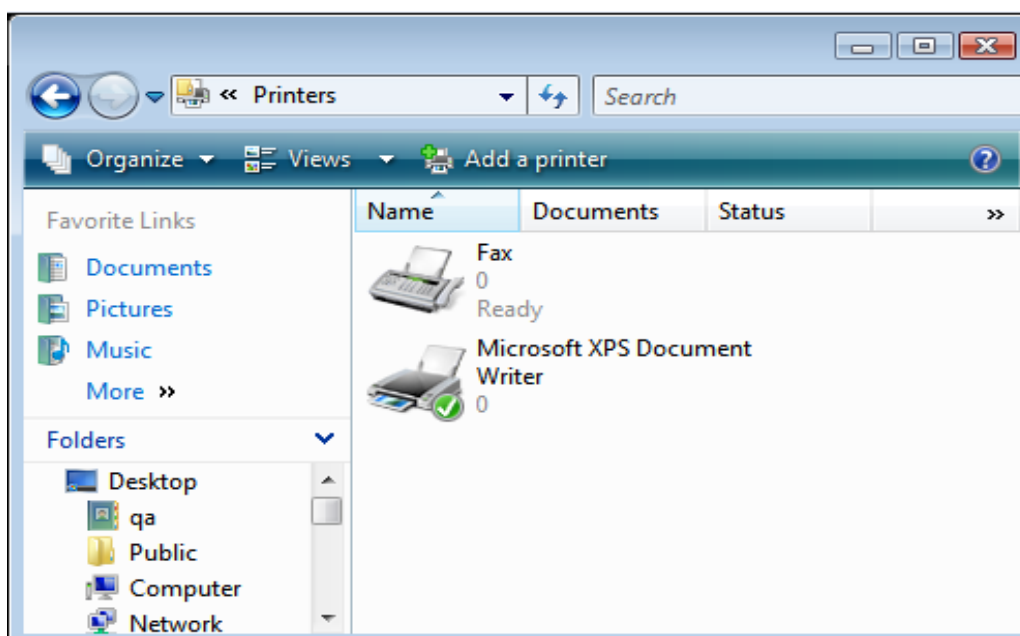 « Printers
Search
Organize Views Add a printer
Favorite Links
Documents
Pictures
Music
More »
Folders
Desktop
qa
Public
Computer
Network
Name Documents Status »
Fax
0
Ready
Microsoft XPS Document
Writer
0